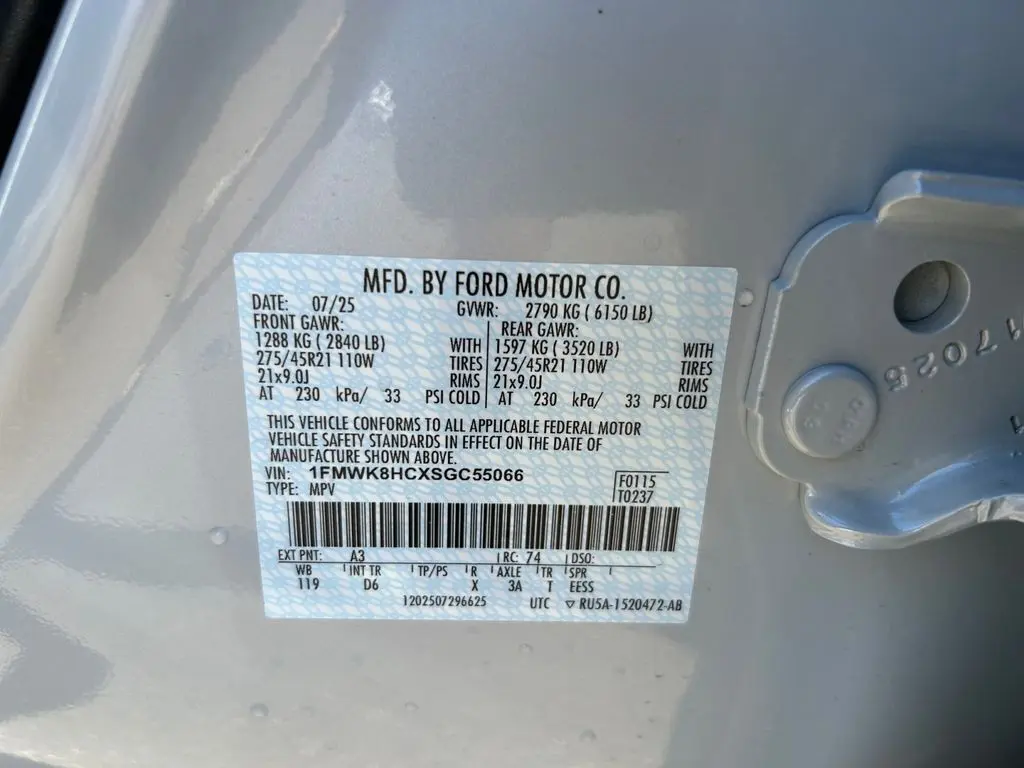 MFD. BY FORD MOTOR CO.
DATE: 07/25 GVWR: 2790 KG ( 6150 LB)
FRONT GAWR: REAR GAWR:
1288 KG ( 2840 LB) WITH 1597 KG ( 3520 LB) WITH
275/45R21 110W TIRES 275/45R21 110W TIRES
21x9.0J RIMS 21x9.0J RIMS
AT 230 kPa/ 33 PSI COLD AT 230 kPa/ 33 PSI COLD
THIS VEHICLE CONFORMS TO ALL APPLICABLE FEDERAL MOTOR
VEHICLE SAFETY STANDARDS IN EFFECT ON THE DATE OF
MANUFACTURE SHOWN ABOVE.
VIN: 1FMWK8HCXSGC55066
TYPE: MPV
F0115
T0237
EXT PNT: A3 RC: 74 DSO:
WB INT TR TP/PS R AXLE TR SPR
119 D6 X 3A T EESS
1202507296625 UTC ▽ RU5A-1520472-AB
17025